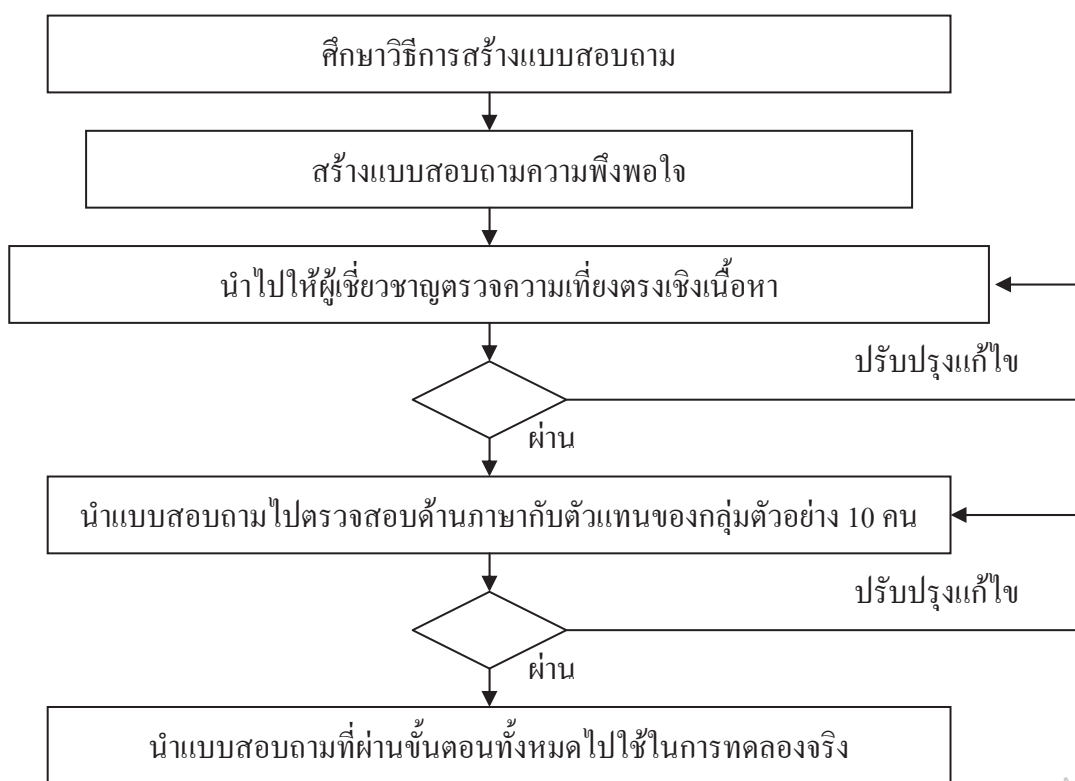 ศึกษาวิธีการสร้างแบบสอบถาม
สร้างแบบสอบถามความพึงพอใจ
นำไปให้ผู้เชี่ยวชาญตรวจความเที่ยงตรงเชิงเนื้อหา
ปรับปรุงแก้ไข
ผ่าน
นำแบบสอบถามไปตรวจสอบด้านภาษากับตัวแทนของกลุ่มตัวอย่าง 10 คน
ปรับปรุงแก้ไข
ผ่าน
นำแบบสอบถามที่ผ่านขั้นตอนทั้งหมดไปใช้ในการทดลองจริง